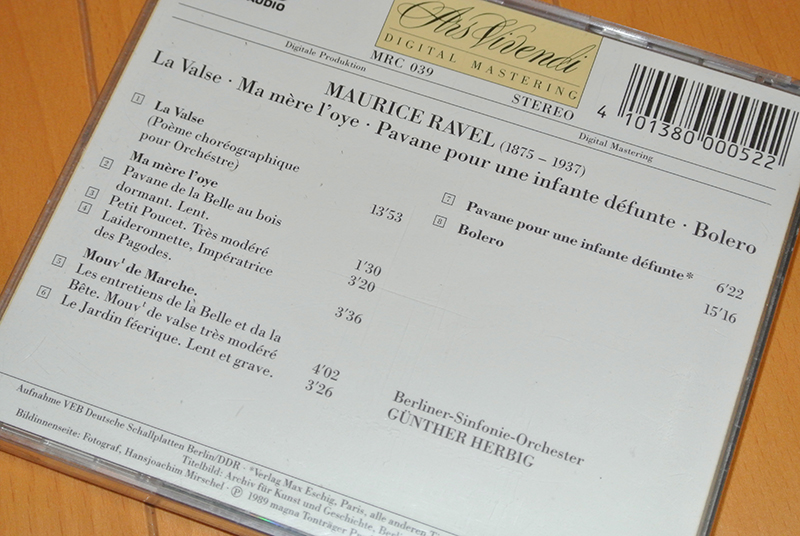 AUDIO
Ars Vivendi
DIGITAL MASTERING
Digitale Produktion
MRC 039
STEREO
Digital Mastering
4 101380 000522
MAURICE RAVEL (1875 – 1937)
La Valse · Ma mère l'oye · Pavane pour une infante défunte · Bolero
1 La Valse
(Poème choréographique
pour Orchéstre) 13'53
Ma mère l'oye
2 Pavane de la Belle au bois
dormant. Lent. 1'30
3 Petit Poucet. Très modéré 3'20
4 Laideronnette, Impératrice
des Pagodes.
Mouvt de Marche. 3'36
5 Les entretiens de la Belle et da la
Bête. Mouvt de valse très modéré 4'02
6 Le Jardin féerique. Lent et grave. 3'26
7 Pavane pour une infante défunte* 6'22
8 Bolero 15'16
Berliner-Sinfonie-Orchester
GÜNTHER HERBIG
Aufnahme VEB Deutsche Schallplatten Berlin/DDR · *Verlag Max Eschig, Paris, alle anderen
Titelbild: Archiv für Kunst und Geschichte,
Bildinnenseite: Fotograf, Hansjoachim Mirschel · Ⓟ 1989 magna Tonträger